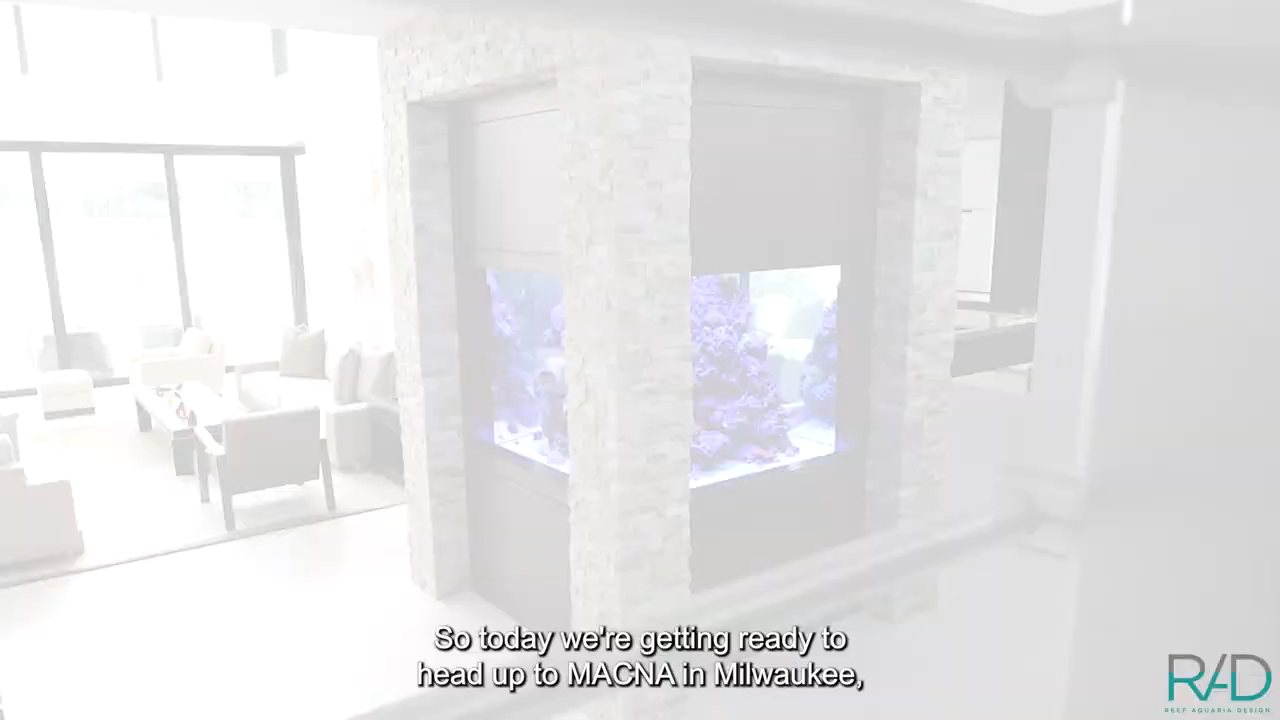 So today we're getting ready to
head up to MACNA in Milwaukee,
RAD
REEF AQUARIA DESIGN